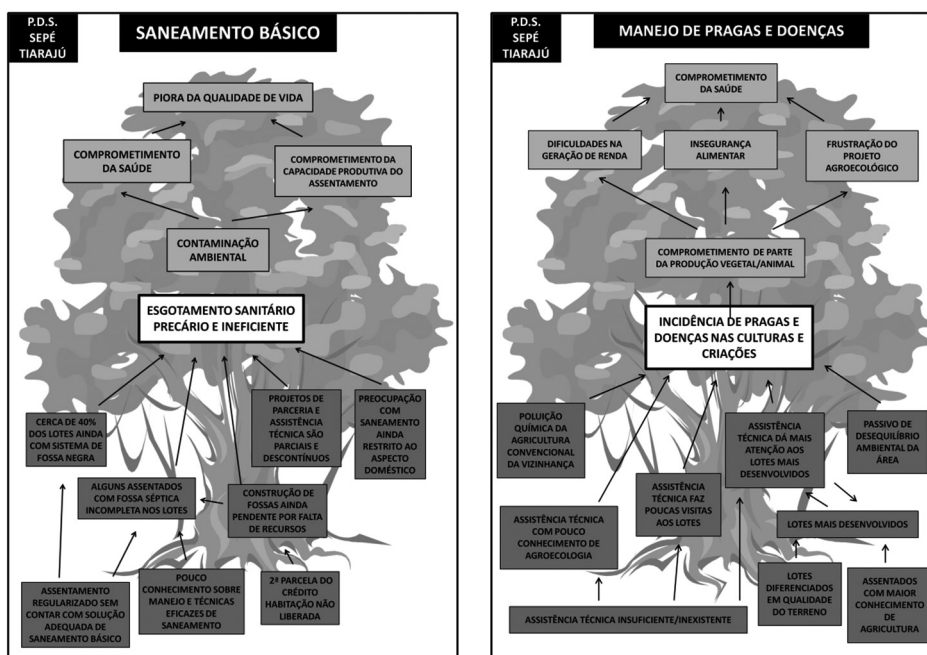 P.D.S.
SEPÉ
TIARAJÚ
SANEAMENTO BÁSICO
PIORA DA QUALIDADE DE VIDA
COMPROMETIMENTO
DA SAÚDE
COMPROMETIMENTO DA
CAPACIDADE PRODUTIVA DO
ASSENTAMENTO
CONTAMINAÇÃO
AMBIENTAL
ESGOTAMENTO SANITÁRIO
PRECÁRIO E INEFICIENTE
CERCA DE 40%
DOS LOTES AINDA
COM SISTEMA DE
FOSSA NEGRA
PROJETOS DE
PARCERIA E
ASSISTÊNCIA
TÉCNICA SÃO
PARCIAIS E
DESCONTÍNUOS
PREOCUPAÇÃO
COM
SANEAMENTO
AINDA
RESTRITO AO
ASPECTO
DOMÉSTICO
ALGUNS ASSENTADOS
COM FOSSA SÉPTICA
INCOMPLETA NOS LOTES
CONSTRUÇÃO DE
FOSSAS AINDA
PENDENTE POR FALTA
DE RECURSOS
ASSENTAMENTO
REGULARIZADO SEM
CONTAR COM SOLUÇÃO
ADEQUADA DE
SANEAMENTO BÁSICO
POUCO
CONHECIMENTO SOBRE
MANEJO E TÉCNICAS
EFICAZES DE
SANEAMENTO
2ª PARCELA DO
CRÉDITO
HABITAÇÃO NÃO
LIBERADA
P.D.S.
SEPÉ
TIARAJÚ
MANEJO DE PRAGAS E DOENÇAS
COMPROMETIMENTO
DA SAÚDE
DIFICULDADES NA
GERAÇÃO DE RENDA
INSEGURANÇA
ALIMENTAR
FRUSTRAÇÃO DO
PROJETO
AGROECOLÓGICO
COMPROMETIMENTO DE PARTE
DA PRODUÇÃO VEGETAL/ANIMAL
INCIDÊNCIA DE PRAGAS E
DOENÇAS NAS CULTURAS E
CRIAÇÕES
POLUIÇÃO
QUÍMICA DA
AGRICULTURA
CONVENCIONAL
DA VIZINHANÇA
ASSISTÊNCIA
TÉCNICA DÁ MAIS
ATENÇÃO AOS
LOTES MAIS
DESENVOLVIDOS
PASSIVO DE
DESEQUILÍBRIO
AMBIENTAL DA
ÁREA
ASSISTÊNCIA
TÉCNICA FAZ
POUCAS VISITAS
AOS LOTES
ASSISTÊNCIA TÉCNICA
COM POUCO
CONHECIMENTO DE
AGROECOLOGIA
LOTES MAIS DESENVOLVIDOS
ASSISTÊNCIA TÉCNICA INSUFICIENTE/INEXISTENTE
LOTES
DIFERENCIADOS
EM QUALIDADE
DO TERRENO
ASSENTADOS
COM MAIOR
CONHECIMENTO
DE
AGRICULTURA